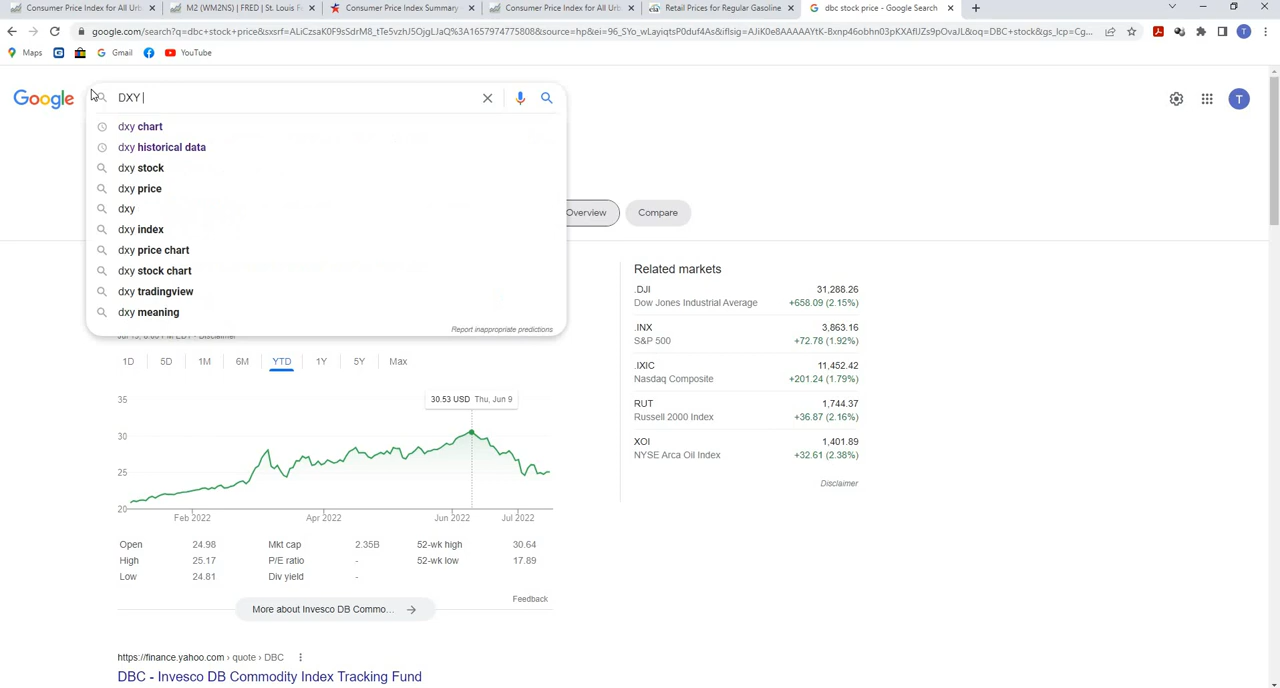 Consumer Price Index for All Urb
M2 (WM2NS) | FRED | St. Louis F
Consumer Price Index Summary
Consumer Price Index for All Urb
Retail Prices for Regular Gasoline
dbc stock price - Google Search
google.com/search?q=dbc+stock+price&sxsrf=ALiCzsaK0F9sSdrM8_tTe5vzhJ5OjgLJaQ%3A1657974775808&source=hp&ei=96_SYo_wLayiqtsP0duf4As&iflsig=AJiK0e8AAAAAYtK-Bxnp46obhn03pKXAfIJZs9pOvaJL&oq=DBC+stock&gs_lcp=Cg...
T
Maps
Gmail
YouTube
Google
DXY
T
dxy chart
dxy historical data
dxy stock
dxy price
dxy
dxy index
dxy price chart
dxy stock chart
dxy tradingview
dxy meaning
Report inappropriate predictions
Overview
Compare
Disclaimer
1D
5D
1M
6M
YTD
1Y
5Y
Max
30.53 USD Thu, Jun 9
35
30
25
20
Feb 2022
Apr 2022
Jun 2022
Jul 2022
Open 24.98 Mkt cap 2.35B 52-wk high 30.64
High 25.17 P/E ratio - 52-wk low 17.89
Low 24.81 Div yield -
Feedback
More about Invesco DB Commo...
Related markets
.DJI 31,288.26
Dow Jones Industrial Average +658.09 (2.15%)
.INX 3,863.16
S&P 500 +72.78 (1.92%)
.IXIC 11,452.42
Nasdaq Composite +201.24 (1.79%)
RUT 1,744.37
Russell 2000 Index +36.87 (2.16%)
XOI 1,401.89
NYSE Arca Oil Index +32.61 (2.38%)
Disclaimer
https://finance.yahoo.com › quote › DBC
DBC - Invesco DB Commodity Index Tracking Fund